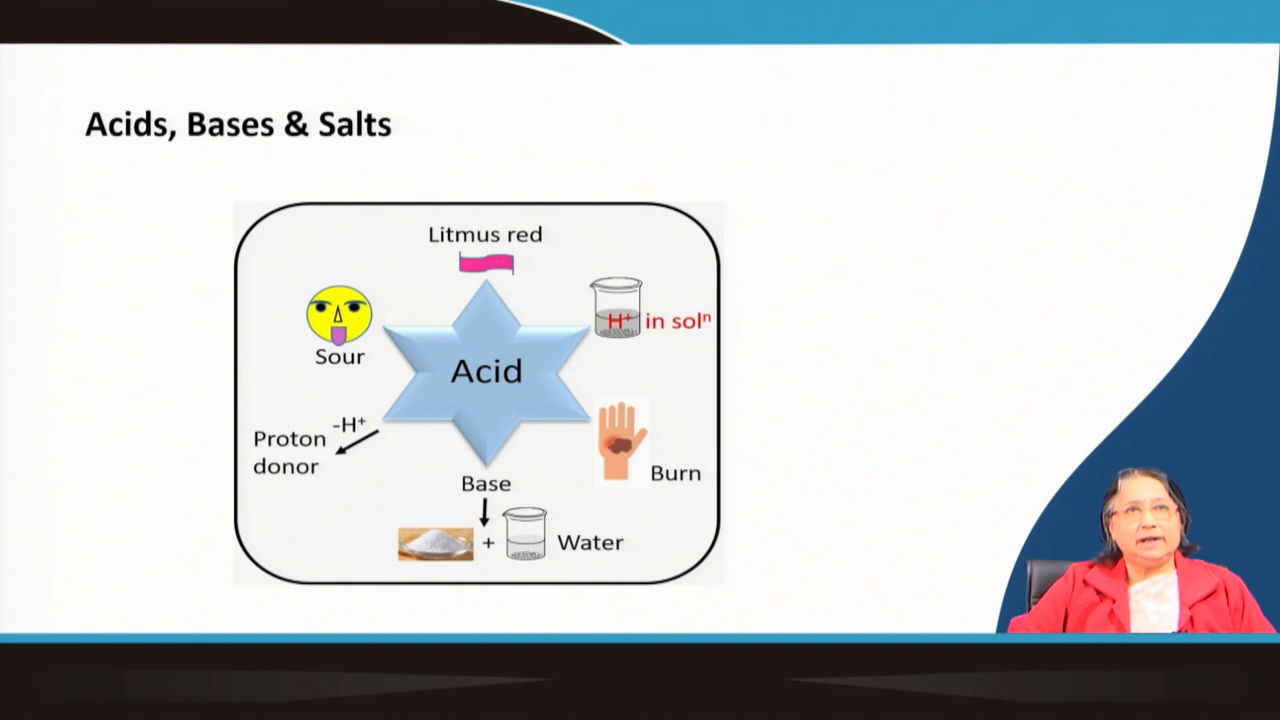 Acids, Bases & Salts
Litmus red
H⁺ in solⁿ
Sour
Acid
-H⁺
Proton
donor
Burn
Base
+ Water